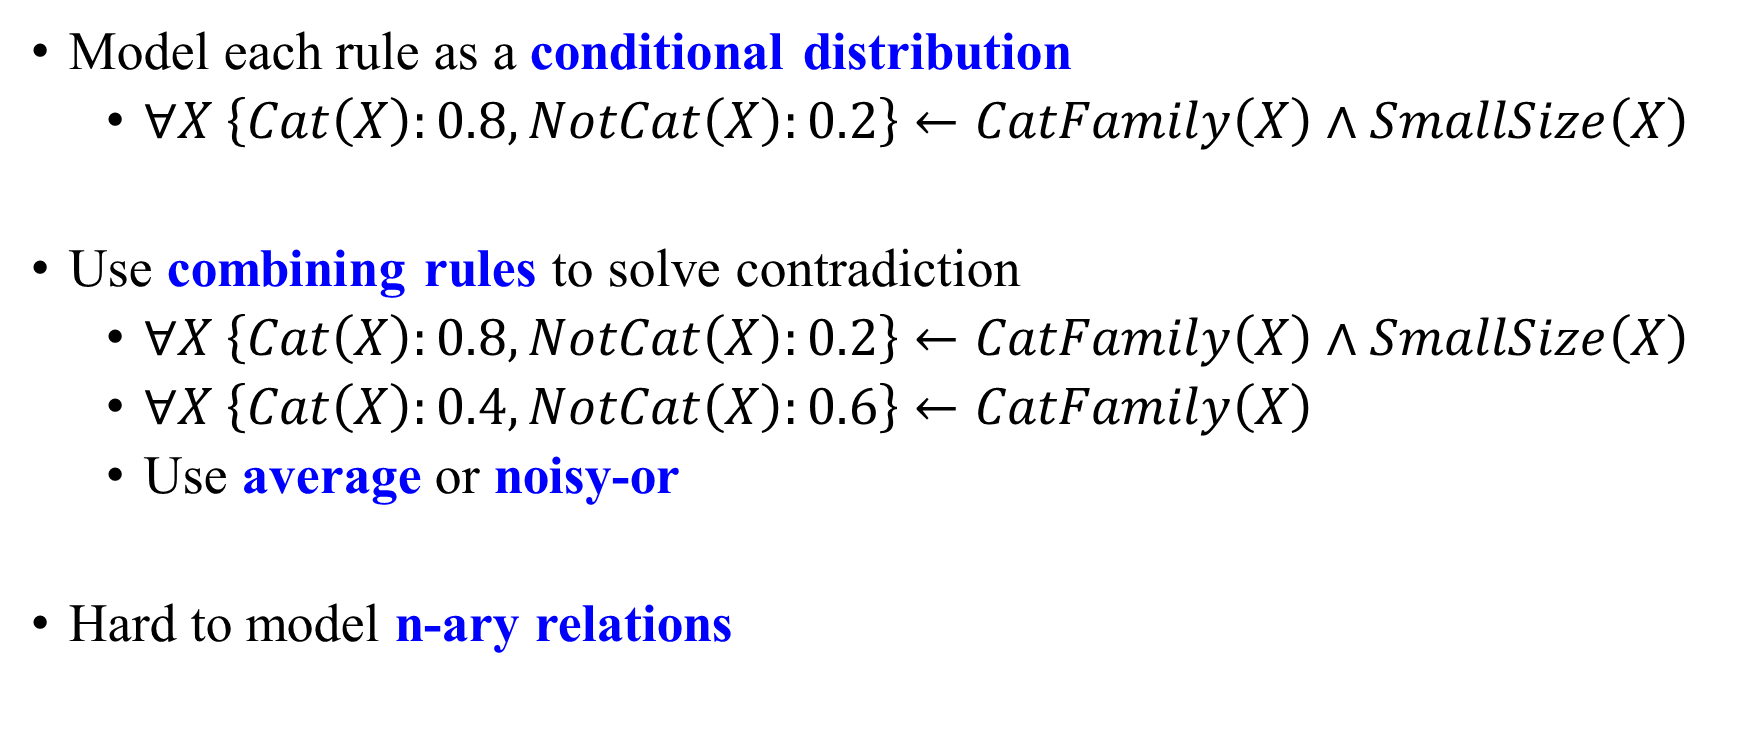 • Model each rule as a conditional distribution
• ∀X {Cat(X): 0.8, NotCat(X): 0.2} ← CatFamily(X) ∧ SmallSize(X)
• Use combining rules to solve contradiction
• ∀X {Cat(X): 0.8, NotCat(X): 0.2} ← CatFamily(X) ∧ SmallSize(X)
• ∀X {Cat(X): 0.4, NotCat(X): 0.6} ← CatFamily(X)
• Use average or noisy-or
• Hard to model n-ary relations